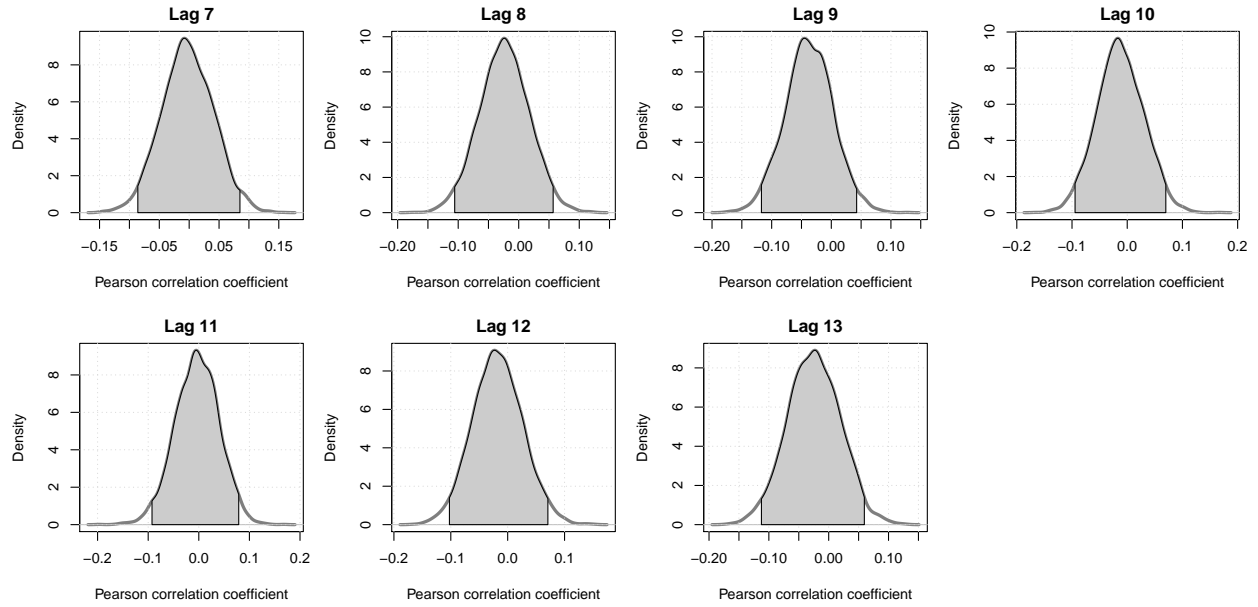 Lag 7
Density
0 2 4 6 8
−0.15 −0.05 0.05 0.15
Pearson correlation coefficient
Lag 8
Density
0 2 4 6 8 10
−0.20 −0.10 0.00 0.10
Pearson correlation coefficient
Lag 9
Density
0 2 4 6 8 10
−0.20 −0.10 0.00 0.10
Pearson correlation coefficient
Lag 10
Density
0 2 4 6 8 10
−0.2 −0.1 0.0 0.1 0.2
Pearson correlation coefficient
Lag 11
Density
0 2 4 6 8
−0.2 −0.1 0.0 0.1 0.2
Pearson correlation coefficient
Lag 12
Density
0 2 4 6 8
−0.2 −0.1 0.0 0.1
Pearson correlation coefficient
Lag 13
Density
0 2 4 6 8
−0.20 −0.10 0.00 0.10
Pearson correlation coefficient